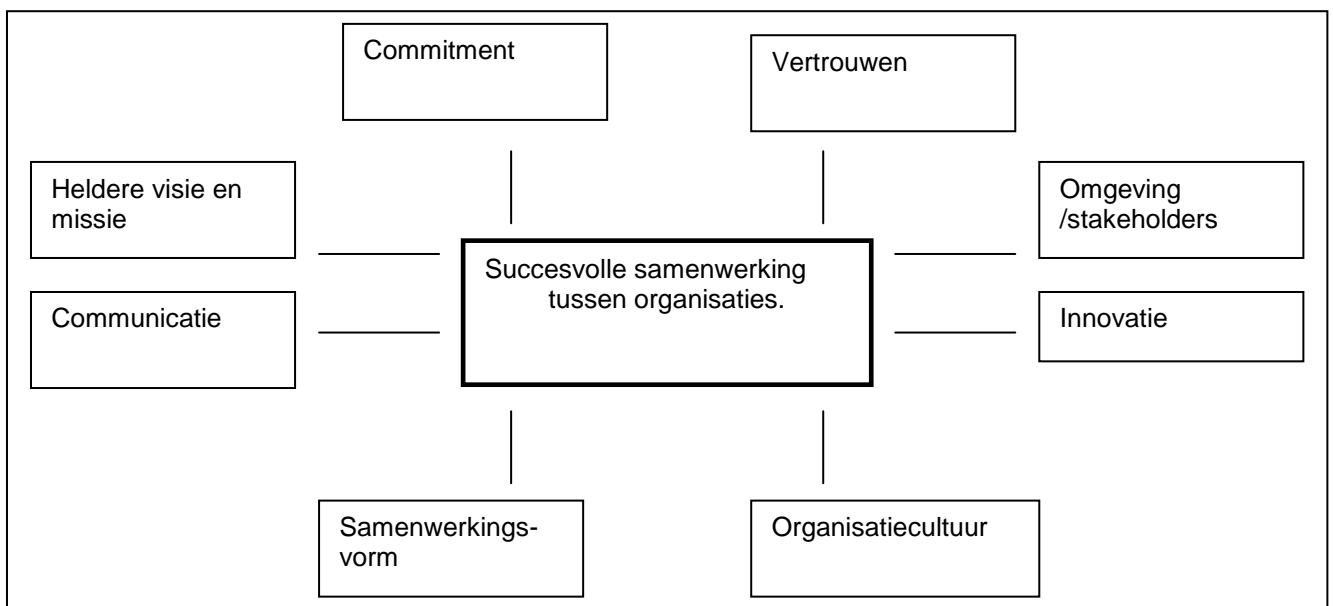 Commitment
Vertrouwen
Heldere visie en
missie
Omgeving
/stakeholders
Succesvolle samenwerking
tussen organisaties.
Communicatie
Innovatie
Samenwerkings-
vorm
Organisatiecultuur